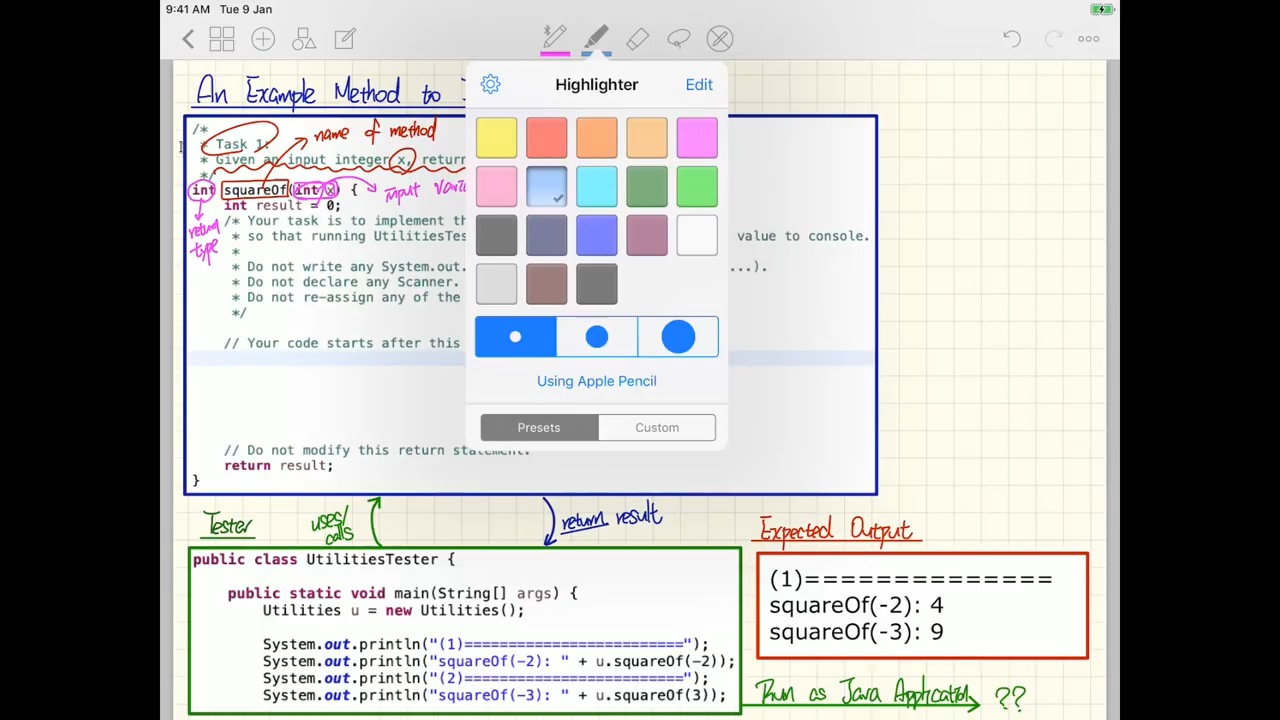 9:41 AM Tue 9 Jan
Highlighter
Edit
Using Apple Pencil
Presets
Custom
An Example Method to
/*
* Task 1:
* Given an input integer x, return
*/
name of method
int squareOf(int x) {
input
return type
int result = 0;
/* Your task is to implement th
* so that running UtilitiesTes value to console.
*
* Do not write any System.out. ...).
* Do not declare any Scanner.
* Do not re-assign any of the
*/
// Your code starts after this
// Do not modify this return statement.
return result;
}
Tester
uses/
calls
return result
public class UtilitiesTester {
public static void main(String[] args) {
Utilities u = new Utilities();
System.out.println("(1)=========================");
System.out.println("squareOf(-2): " + u.squareOf(-2));
System.out.println("(2)=========================");
System.out.println("squareOf(-3): " + u.squareOf(3));
Expected Output
(1)==============
squareOf(-2): 4
squareOf(-3): 9
Run as Java Application ??